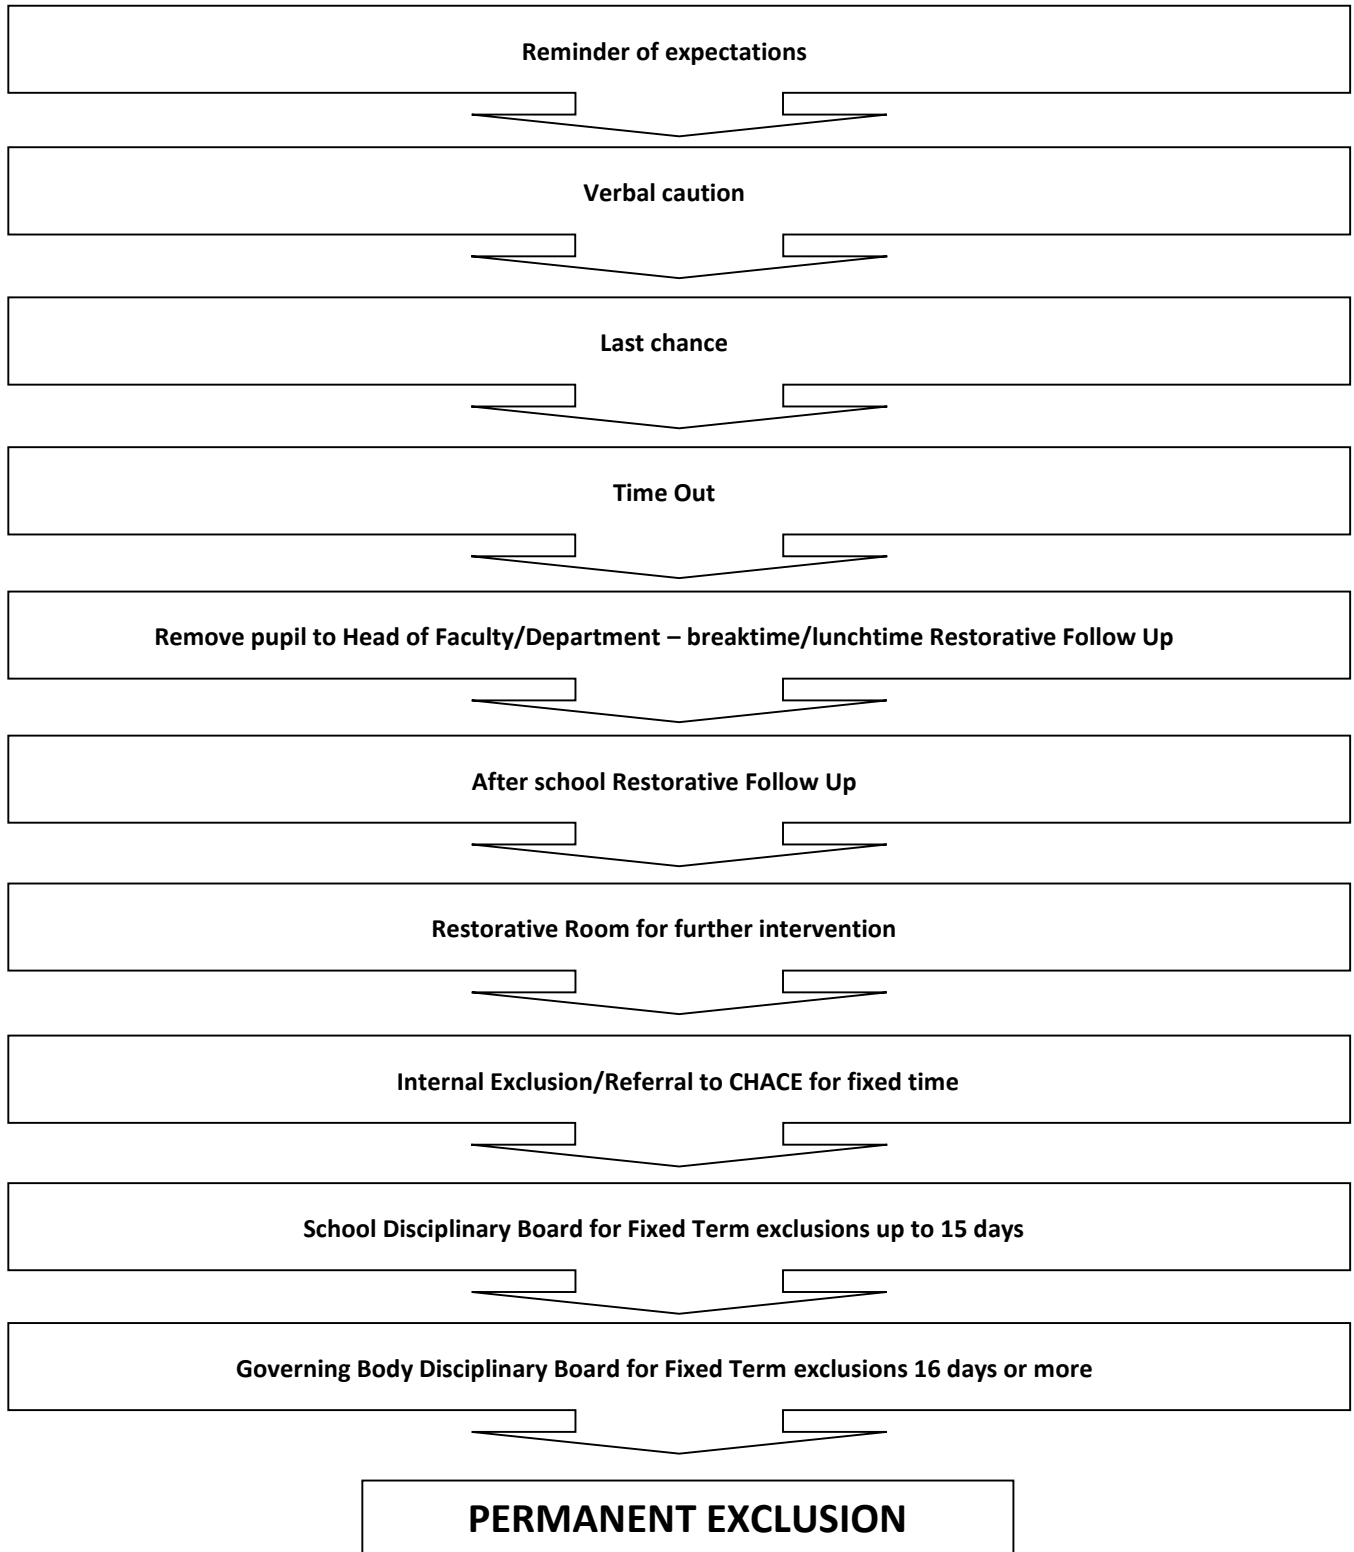 Reminder of expectations
Verbal caution
Last chance
Time Out
Remove pupil to Head of Faculty/Department – breaktime/lunchtime Restorative Follow Up
After school Restorative Follow Up
Restorative Room for further intervention
Internal Exclusion/Referral to CHACE for fixed time
School Disciplinary Board for Fixed Term exclusions up to 15 days
Governing Body Disciplinary Board for Fixed Term exclusions 16 days or more
PERMANENT EXCLUSION